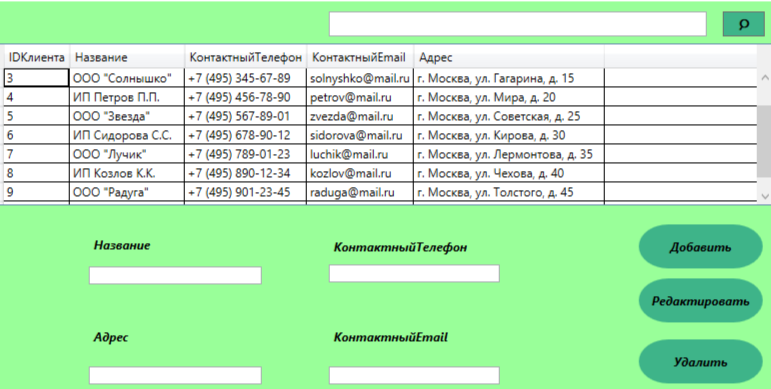 IDКлиента Название КонтактныйТелефон КонтактныйEmail Адрес
3 ООО "Солнышко" +7 (495) 345-67-89 solnyshko@mail.ru г. Москва, ул. Гагарина, д. 15
4 ИП Петров П.П. +7 (495) 456-78-90 petrov@mail.ru г. Москва, ул. Мира, д. 20
5 ООО "Звезда" +7 (495) 567-89-01 zvezda@mail.ru г. Москва, ул. Советская, д. 25
6 ИП Сидорова С.С. +7 (495) 678-90-12 sidorova@mail.ru г. Москва, ул. Кирова, д. 30
7 ООО "Лучик" +7 (495) 789-01-23 luchik@mail.ru г. Москва, ул. Лермонтова, д. 35
8 ИП Козлов К.К. +7 (495) 890-12-34 kozlov@mail.ru г. Москва, ул. Чехова, д. 40
9 ООО "Радуга" +7 (495) 901-23-45 raduga@mail.ru г. Москва, ул. Толстого, д. 45
Название КонтактныйТелефон Добавить
Редактировать
Адрес КонтактныйEmail
Удалить